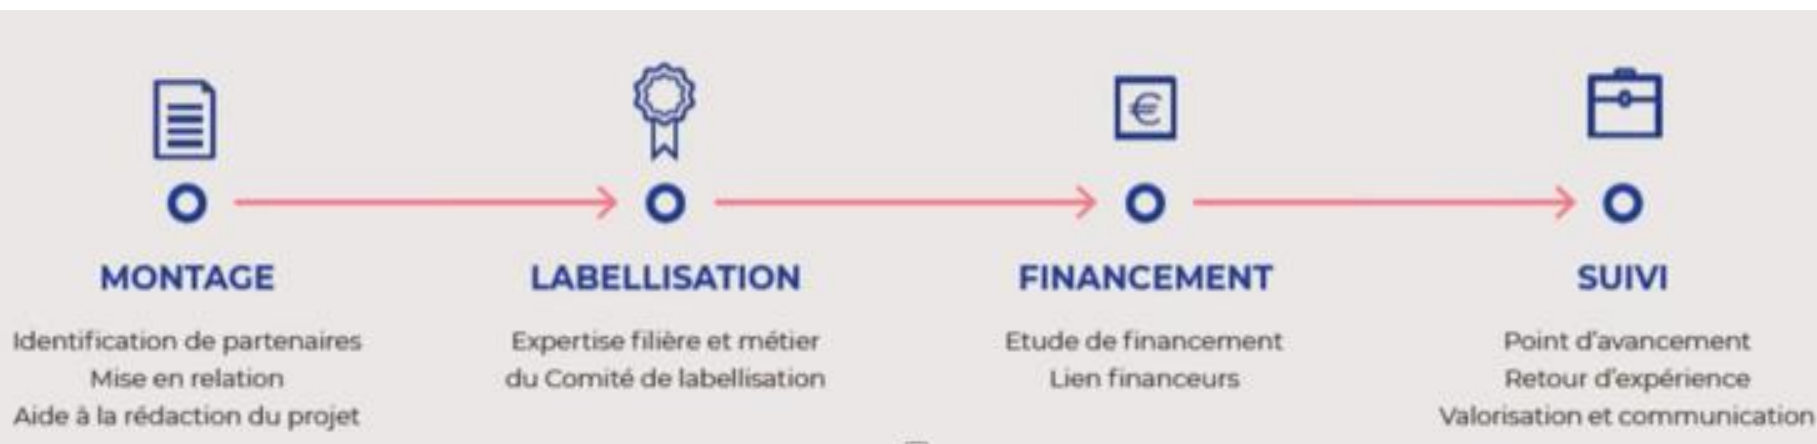 €
MONTAGE
Identification de partenaires
Mise en relation
Aide à la rédaction du projet
LABELLISATION
Expertise filière et métier
du Comité de labellisation
FINANCEMENT
Etude de financement
Lien financeurs
SUIVI
Point d'avancement
Retour d'expérience
Valorisation et communication